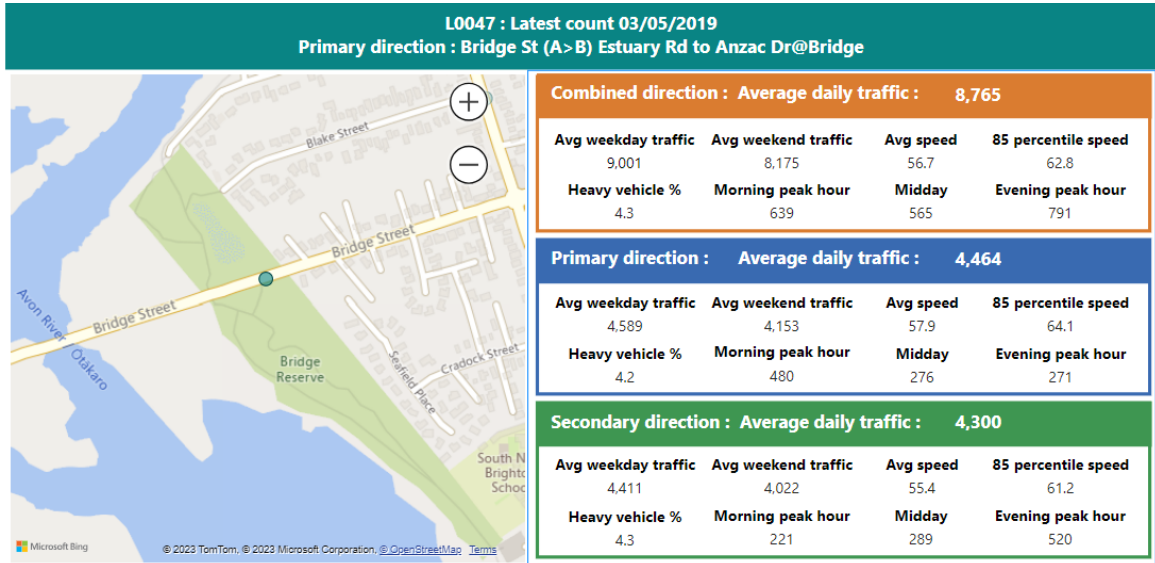 L0047 : Latest count 03/05/2019
Primary direction : Bridge St (A>B) Estuary Rd to Anzac Dr@Bridge
Blake Street
Bridge Street
Bridge Street
Avon River / Ōtākaro
Bridge
Reserve
Seafield Place
Cradock Street
South N
Brighto
Schoo
Microsoft Bing
© 2023 TomTom, © 2023 Microsoft Corporation, © OpenStreetMap Terms
Combined direction : Average daily traffic : 8,765
Avg weekday traffic Avg weekend traffic Avg speed 85 percentile speed
9,001 8,175 56.7 62.8
Heavy vehicle % Morning peak hour Midday Evening peak hour
4.3 639 565 791
Primary direction : Average daily traffic : 4,464
Avg weekday traffic Avg weekend traffic Avg speed 85 percentile speed
4,589 4,153 57.9 64.1
Heavy vehicle % Morning peak hour Midday Evening peak hour
4.2 480 276 271
Secondary direction : Average daily traffic : 4,300
Avg weekday traffic Avg weekend traffic Avg speed 85 percentile speed
4,411 4,022 55.4 61.2
Heavy vehicle % Morning peak hour Midday Evening peak hour
4.3 221 289 520